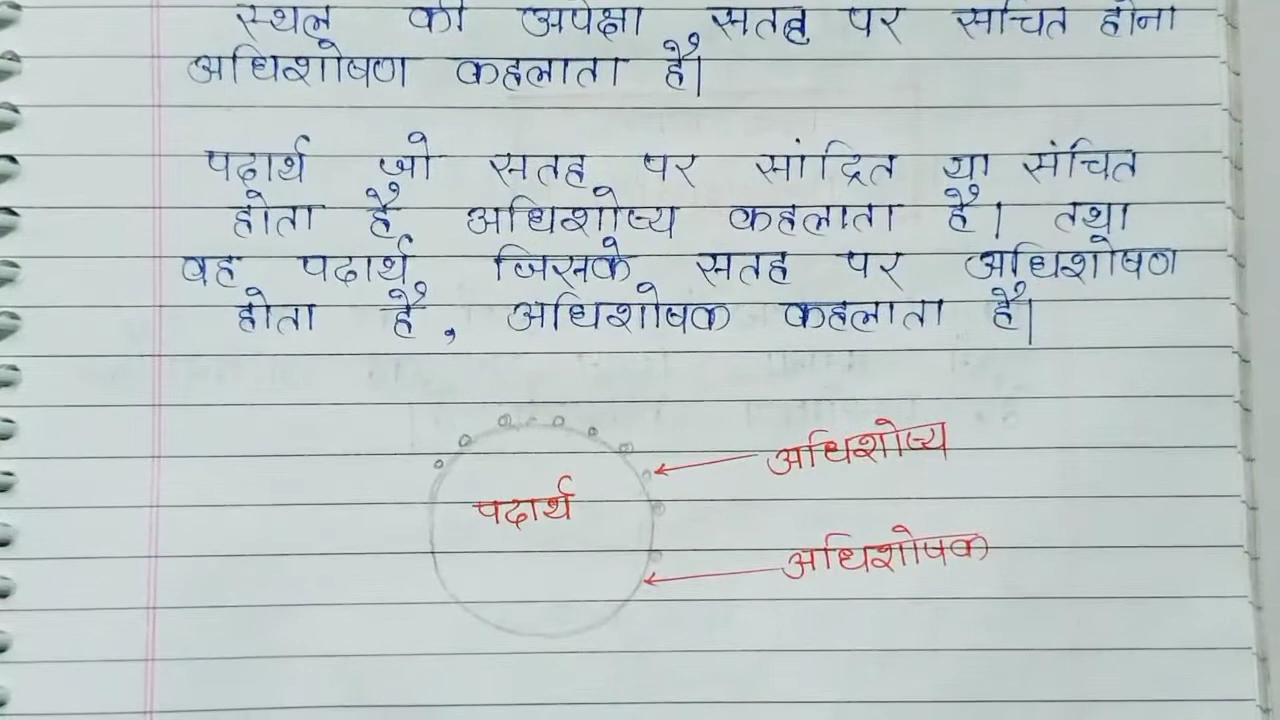 स्थल की अपेक्षा सतह पर संचित होना
अधिशोषण कहलाता है।
पदार्थ जो सतह पर सांद्रित या संचित
होता है अधिशोष्य कहलाता है। तथा
वह पदार्थ जिसके सतह पर अधिशोषण
होता है, अधिशोषक कहलाता है।
अधिशोष्य
पदार्थ
अधिशोषक